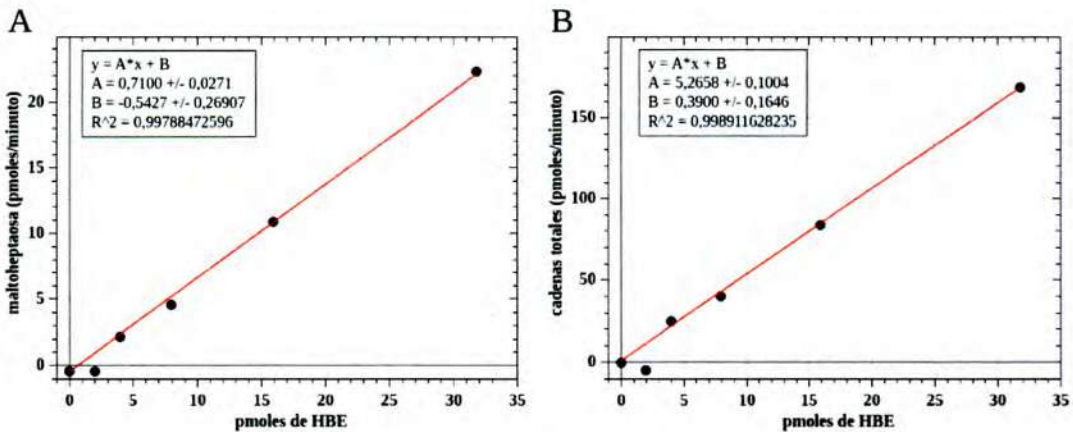 A
y = A*x + B
A = 0,7100 +/- 0,0271
B = -0,5427 +/- 0,26907
R^2 = 0,99788472596
maltoheptaosa (pmoles/minuto)
20
15
10
5
0
0 5 10 15 20 25 30 35
pmoles de HBE
B
y = A*x + B
A = 5,2658 +/- 0,1004
B = 0,3900 +/- 0,1646
R^2 = 0,998911628235
cadenas totales (pmoles/minuto)
150
100
50
0
0 5 10 15 20 25 30 35
pmoles de HBE